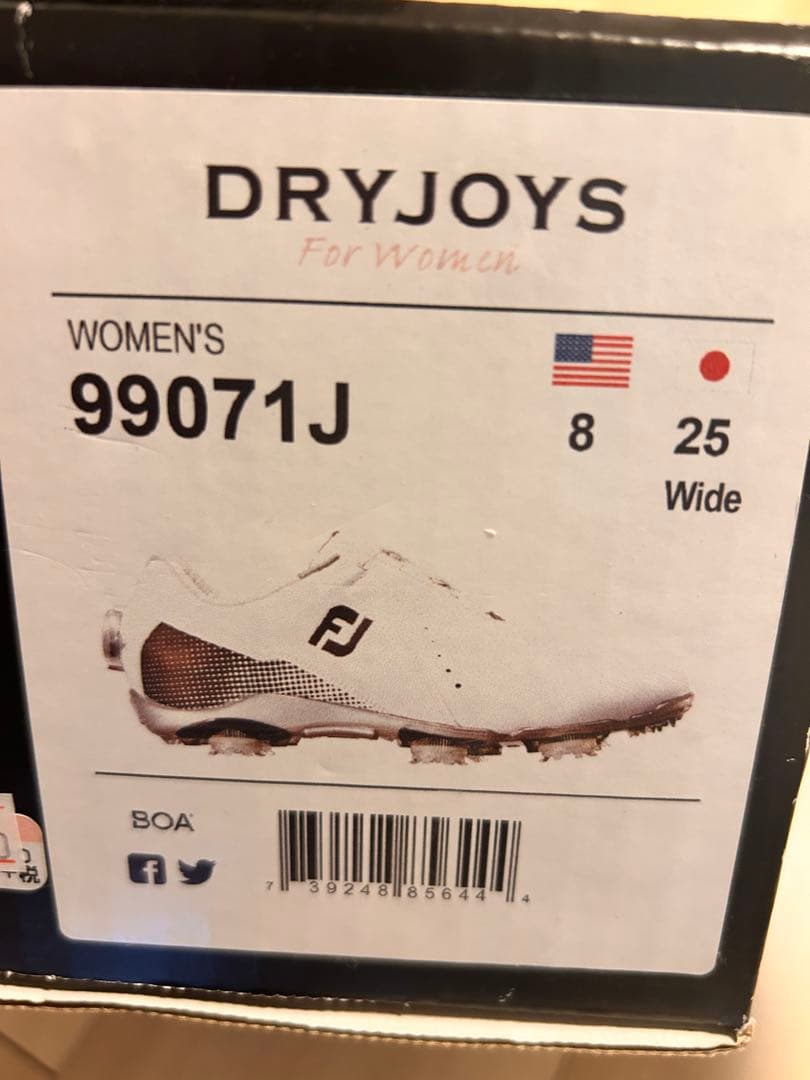 DRYJOYS
For Women
WOMEN'S
99071J
8
25
Wide
FJ
BOA
7 39248 85644 4